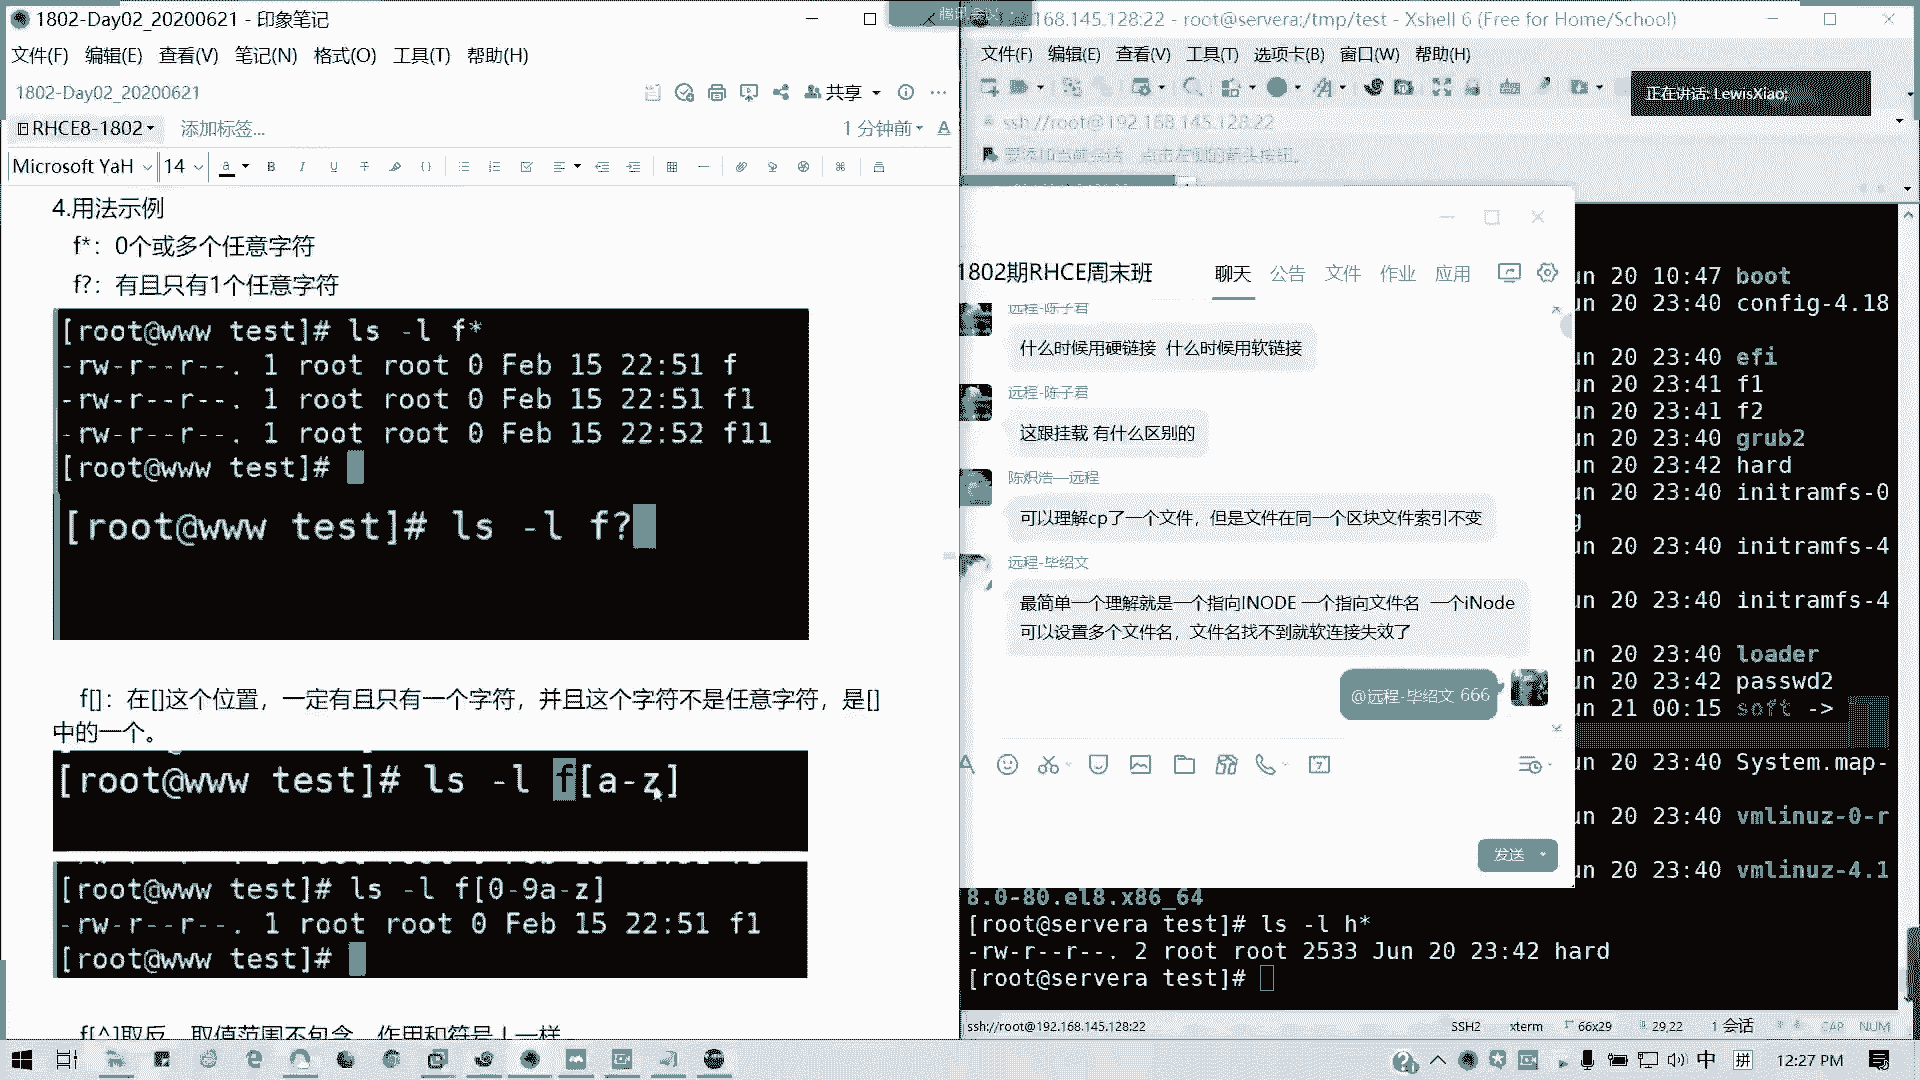 1802-Day02_20200621 - 印象笔记
文件(F) 编辑(E) 查看(V) 笔记(N) 格式(O) 工具(T) 帮助(H)
1802-Day02_20200621
共享
RHCE8-1802
添加标签...
1 分钟前
Microsoft YaH
14
4.用法示例
f*：0个或多个任意字符
f?：有且只有1个任意字符
[root@www test]# ls -l f*
-rw-r--r--. 1 root root 0 Feb 15 22:51 f
-rw-r--r--. 1 root root 0 Feb 15 22:51 f1
-rw-r--r--. 1 root root 0 Feb 15 22:52 f11
[root@www test]#
[root@www test]# ls -l f?
f[]：在[]这个位置，一定有且只有一个字符，并且这个字符不是任意字符，是[]
中的一个。
[root@www test]# ls -l f[a-z]
[root@www test]# ls -l f[0-9a-z]
-rw-r--r--. 1 root root 0 Feb 15 22:51 f1
[root@www test]#
168.145.128:22 - root@servera:/tmp/test - Xshell 6 (Free for Home/School)
文件(F) 编辑(E) 查看(V) 工具(T) 选项卡(B) 窗口(W) 帮助(H)
正在讲话: LewisXiao;
ssh://root@192.168.145.128:22
要添加当前会话，点击左侧的箭头按钮。
1802期RHCE周末班
聊天 公告 文件 作业 应用
远程-陈子君
什么时候用硬链接 什么时候用软链接
远程-陈子君
这跟挂载 有什么区别的
陈炽浩—远程
可以理解cp了一个文件，但是文件在同一个区块文件索引不变
远程-毕绍文
最简单一个理解就是一个指向INODE 一个指向文件名 一个iNode
可以设置多个文件名，文件名找不到就软连接失效了
@远程-毕绍文 666
发送
un 20 10:47 boot
un 20 23:40 config-4.18
un 20 23:40 efi
un 20 23:41 f1
un 20 23:41 f2
un 20 23:40 grub2
un 20 23:42 hard
un 20 23:40 initramfs-0
g
un 20 23:40 initramfs-4
un 20 23:40 initramfs-4
un 20 23:40 loader
un 20 23:42 passwd2
un 21 00:15 soft ->
un 20 23:40 System.map-
un 20 23:40 vmlinuz-0-r
un 20 23:40 vmlinuz-4.1
8.0-80.el8.x86_64
[root@servera test]# ls -l h*
-rw-r--r--. 2 root root 2533 Jun 20 23:42 hard
[root@servera test]#
ssh://root@192.168.145.128:22
SSH2 xterm 66x29 29,22 1 会话 CAP NUM
中 拼 12:27 PM